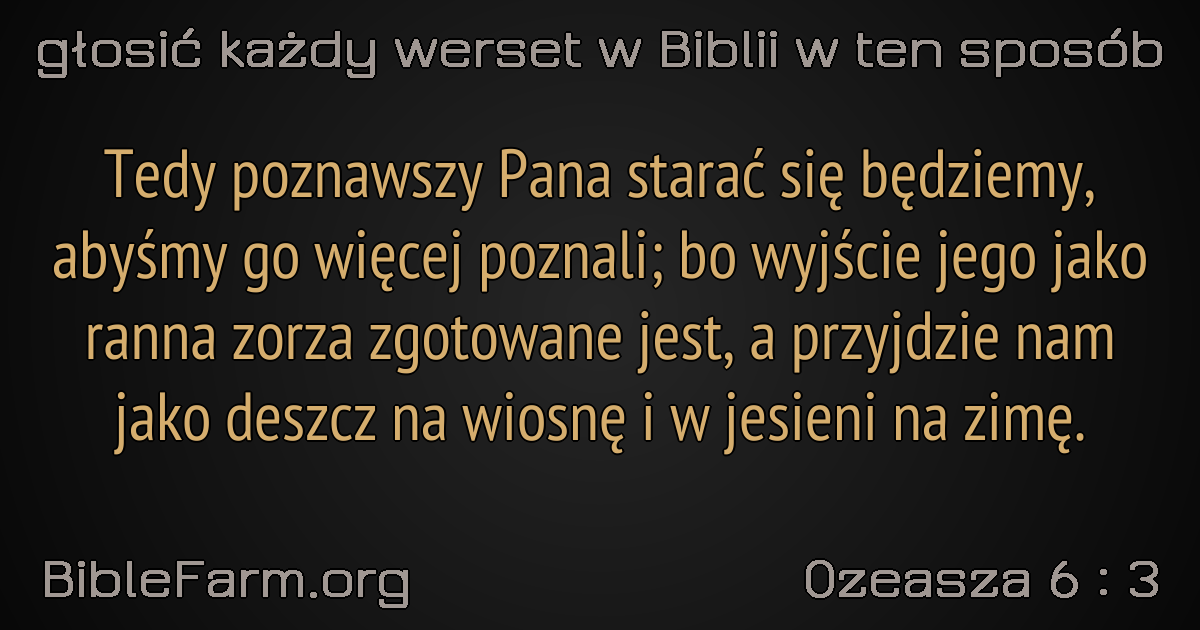 głosić każdy werset w Biblii w ten sposób
Tedy poznawszy Pana starać się będziemy,
abyśmy go więcej poznali; bo wyjście jego jako
ranna zorza zgotowane jest, a przyjdzie nam
jako deszcz na wiosnę i w jesieni na zimę.
BibleFarm.org
Ozeasza 6 : 3